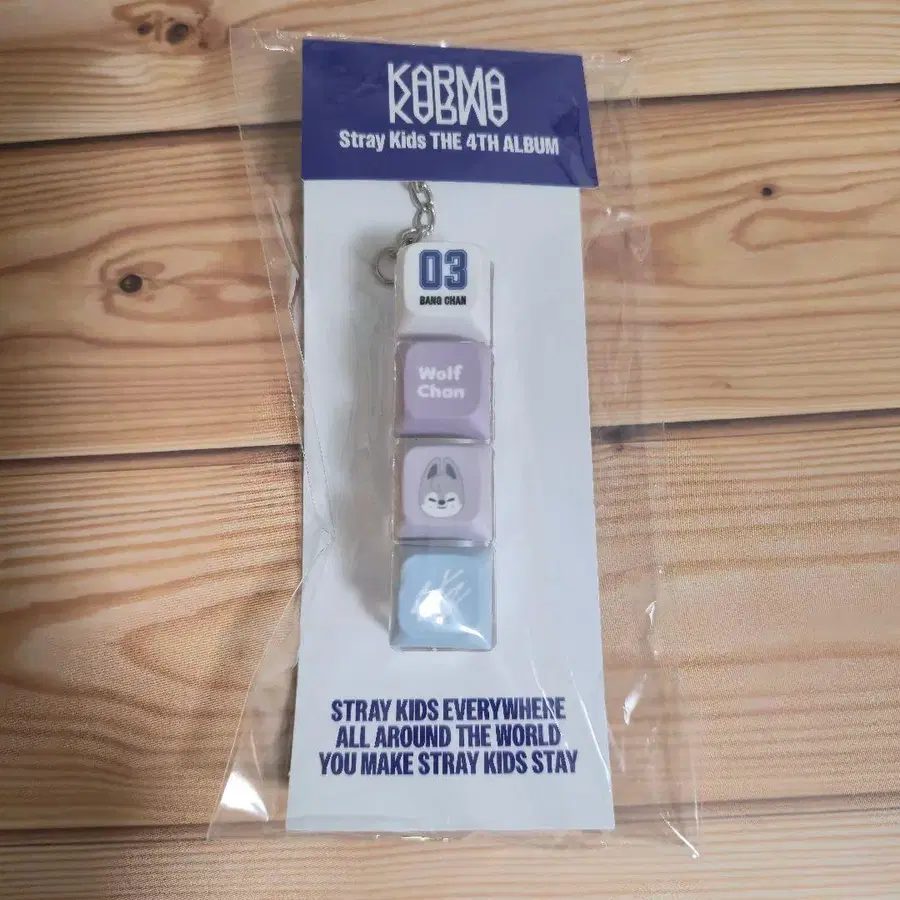 KARMA
Stray Kids THE 4TH ALBUM
03
BANG CHAN
Wolf
Chan
STRAY KIDS EVERYWHERE
ALL AROUND THE WORLD
YOU MAKE STRAY KIDS STAY